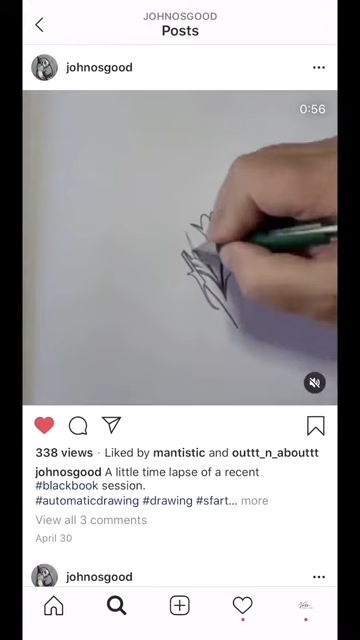 JOHNOSGOOD
Posts
johnosgood
0:56
338 views · Liked by mantistic and outtt_n_abouttt
johnosgood A little time lapse of a recent
#blackbook session.
#automaticdrawing #drawing #sfart... more
View all 3 comments
April 30
johnosgood